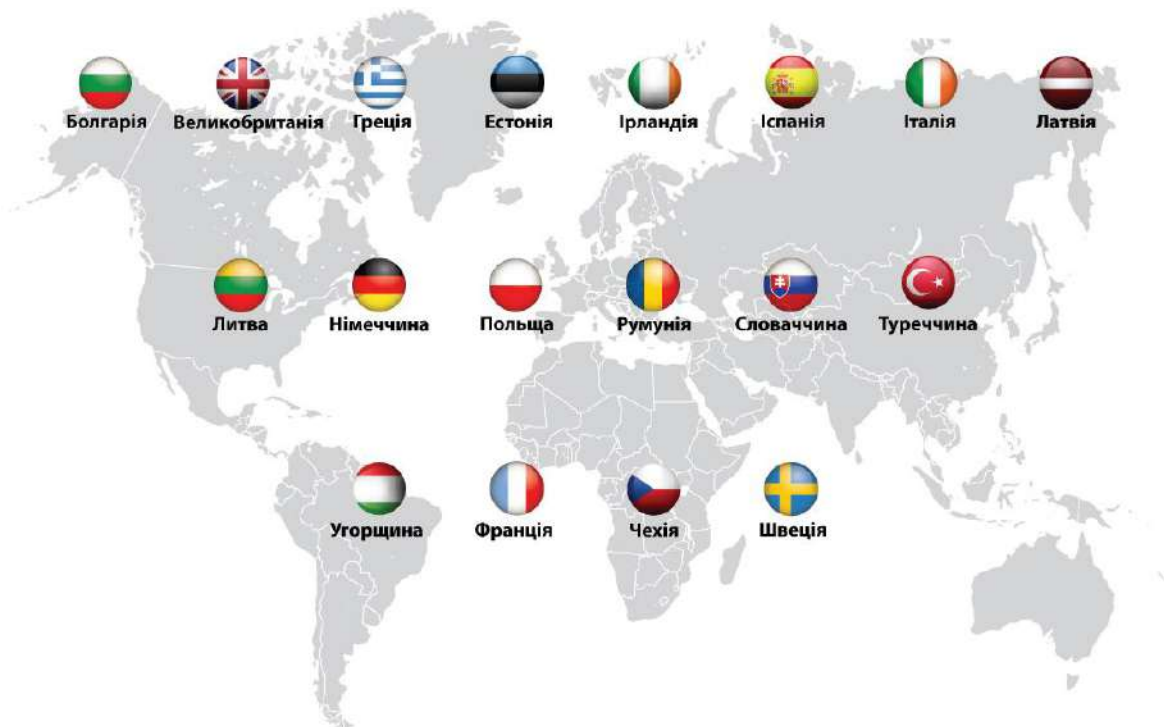 Болгарія Великобританія Греція Естонія Ірландія Іспанія Італія Латвія
Литва Німеччина Польща Румунія Словаччина Туреччина
Угорщина Франція Чехія Швеція